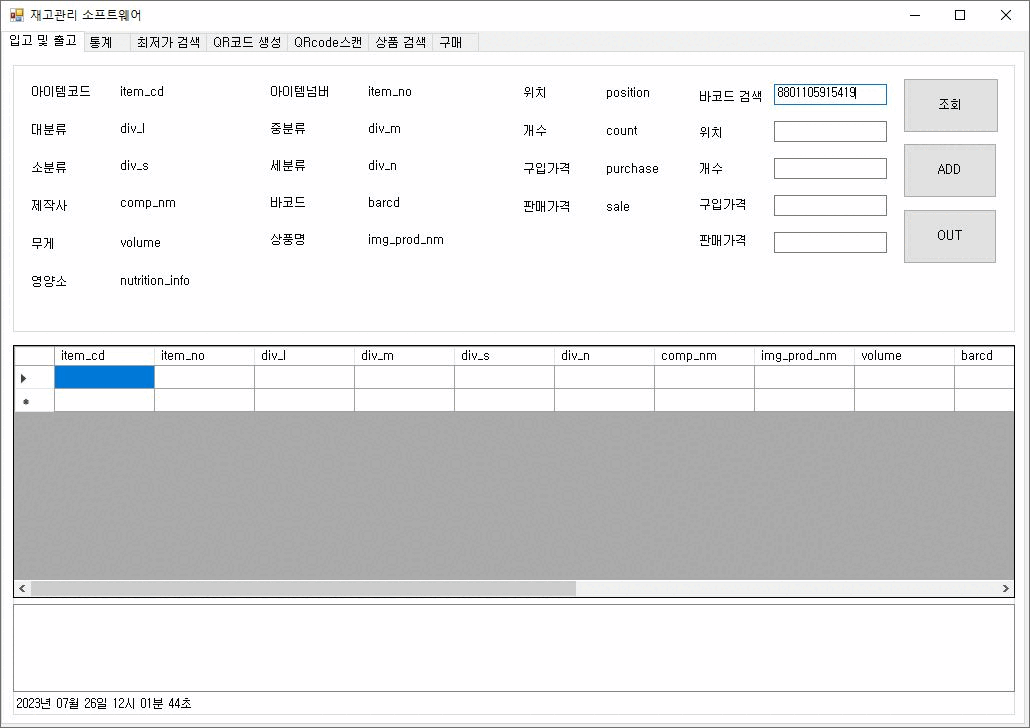 재고관리 소프트웨어
입고 및 출고 통계 최저가 검색 QR코드 생성 QRcode스캔 상품 검색 구매
아이템코드 item_cd 아이템넘버 item_no 위치 position 바코드 검색 8801105915419 조회
대분류 div_l 중분류 div_m 개수 count 위치
소분류 div_s 세분류 div_n 구입가격 purchase 개수 ADD
제작사 comp_nm 바코드 barcd 판매가격 sale 구입가격
무게 volume 상품명 img_prod_nm 판매가격 OUT
영양소 nutrition_info
item_cd item_no div_l div_m div_s div_n comp_nm img_prod_nm volume barcd
2023년 07월 26일 12시 01분 44초